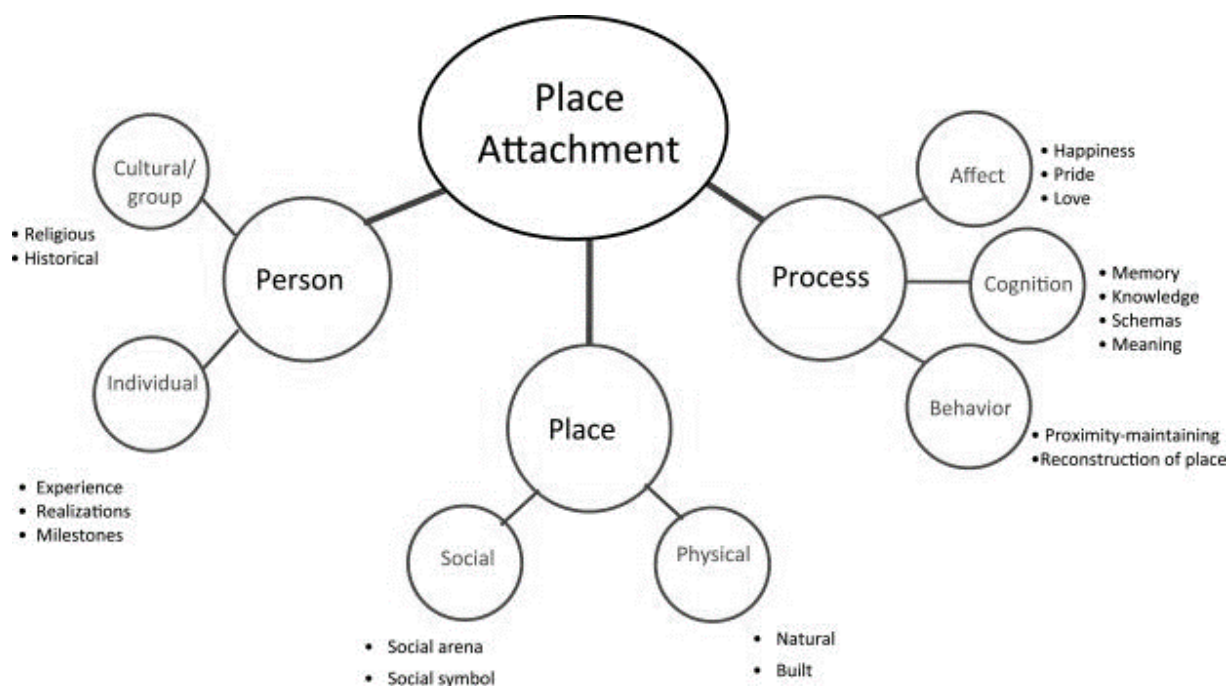 Place
Attachment
Cultural/
group
• Religious
• Historical
Person
Individual
• Experience
• Realizations
• Milestones
Place
Social
• Social arena
• Social symbol
Physical
• Natural
• Built
Process
Affect
• Happiness
• Pride
• Love
Cognition
• Memory
• Knowledge
• Schemas
• Meaning
Behavior
• Proximity-maintaining
•Reconstruction of place